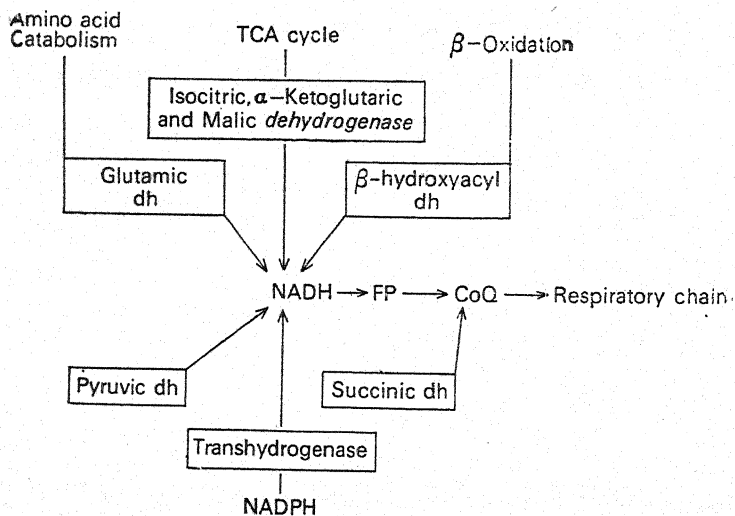 Amino acid
Catabolism
TCA cycle
β-Oxidation
Isocitric, α-Ketoglutaric
and Malic dehydrogenase
Glutamic
dh
β-hydroxyacyl
dh
NADH → FP → CoQ → Respiratory chain
Pyruvic dh
Succinic dh
Transhydrogenase
NADPH